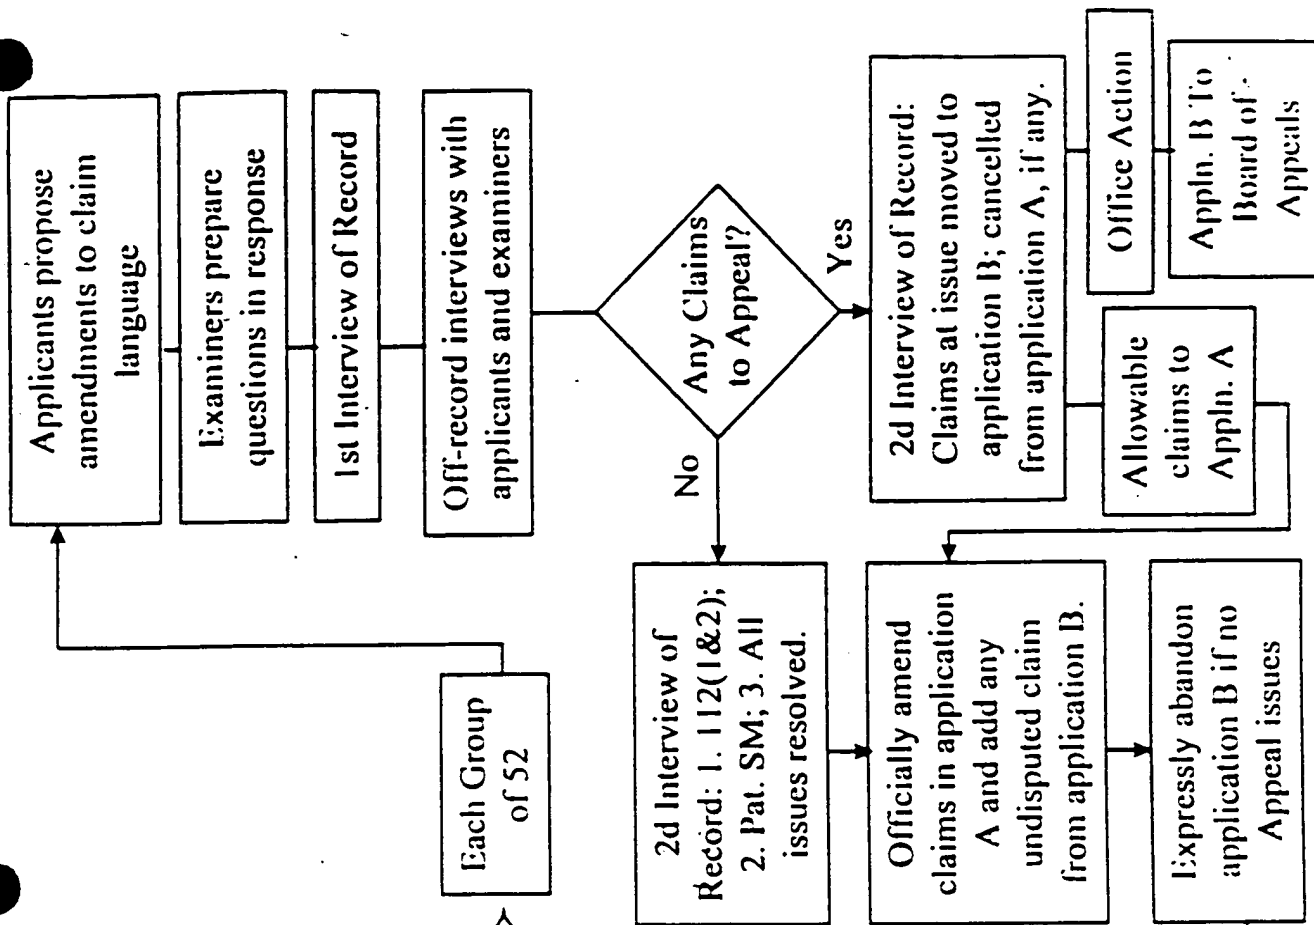 Applicants propose
amendments to claim
language
Examiners prepare
questions in response
1st Interview of Record
Off-record interviews with
applicants and examiners
Each Group
of 52
Any Claims
to Appeal?
No
Yes
2d Interview of
Record: 1. 112(1&2);
2. Pat. SM; 3. All
issues resolved.
2d Interview of Record:
Claims at issue moved to
application B; cancelled
from application A, if any.
Officially amend
claims in application
A and add any
undisputed claim
from application B.
Allowable
claims to
Appln. A
Office Action
Appln. B To
Board of
Appeals
Expressly abandon
application B if no
Appeal issues